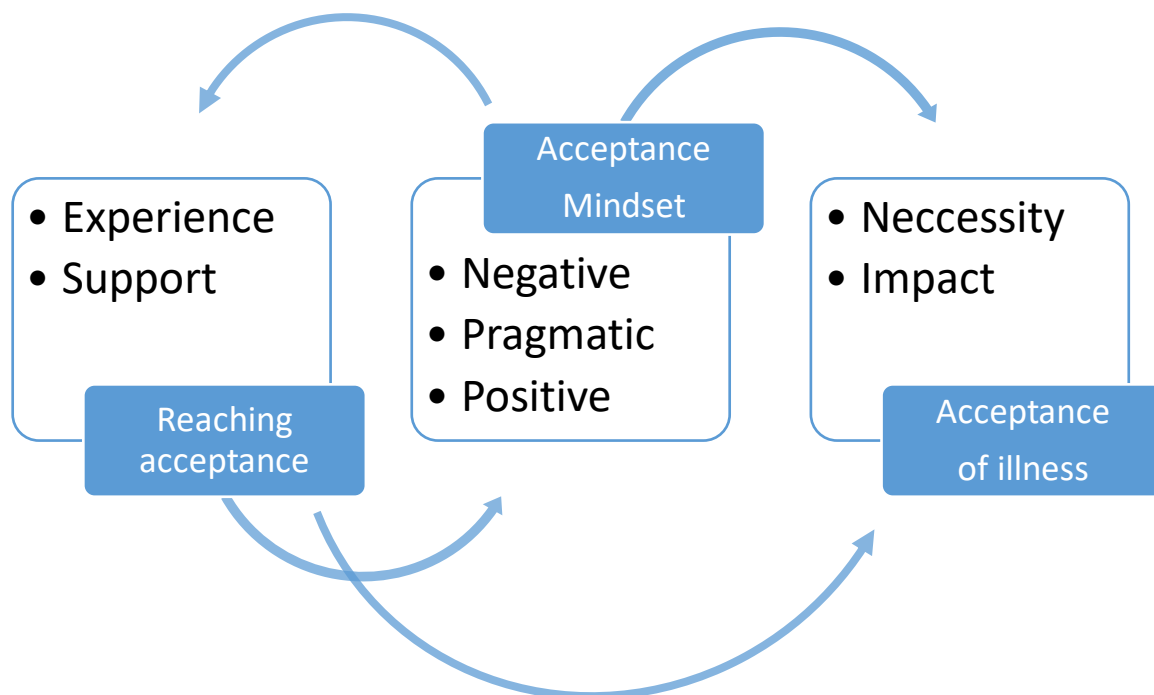 • Experience
• Support
Reaching
acceptance
Acceptance
Mindset
• Negative
• Pragmatic
• Positive
• Neccessity
• Impact
Acceptance
of illness